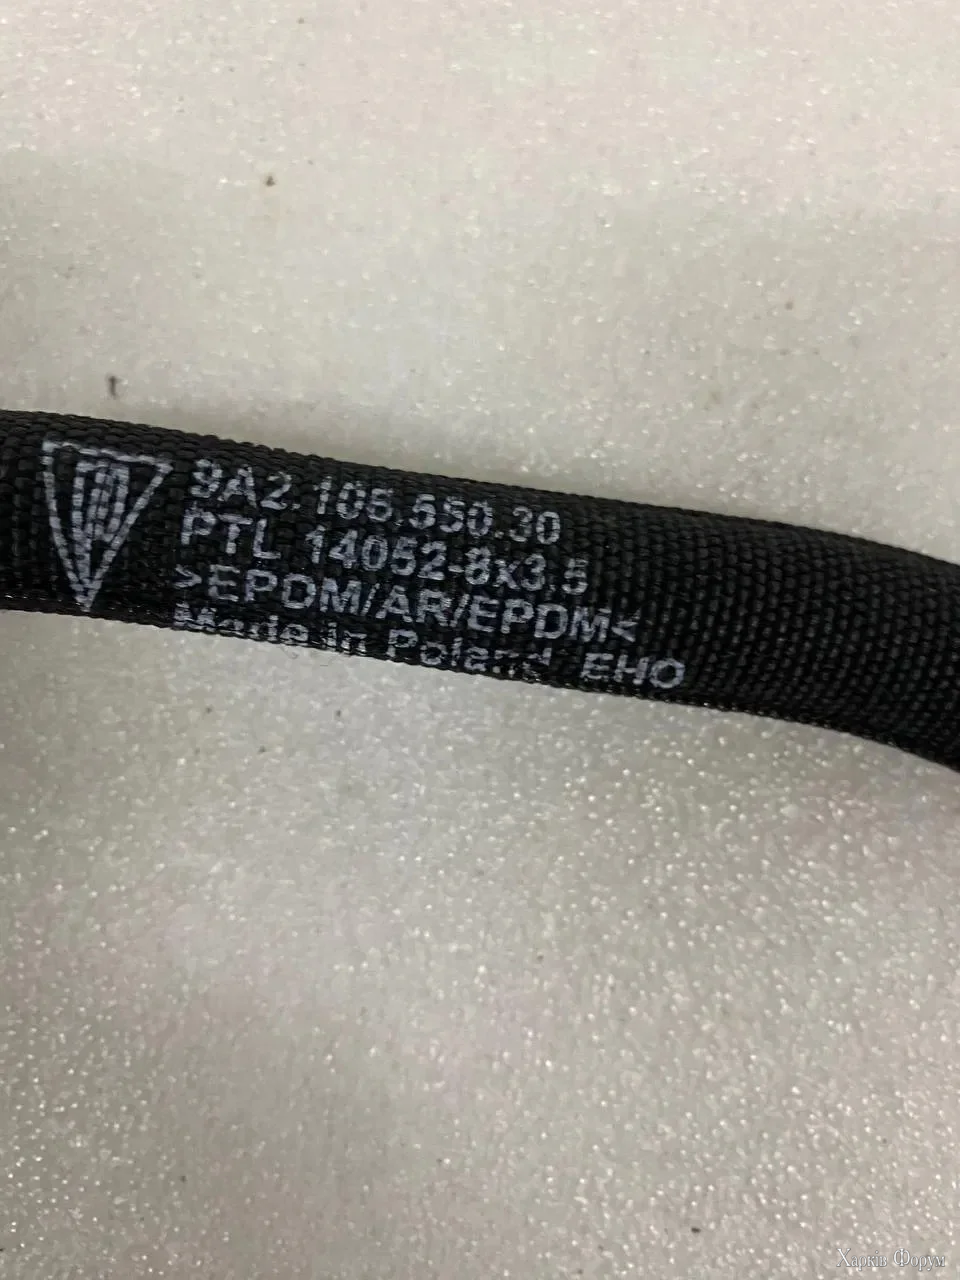 9A2.105.550.30
PTL 14052-8x3.5
>EPDM/AR/EPDM<
Made in Poland EHO
Харків Форум